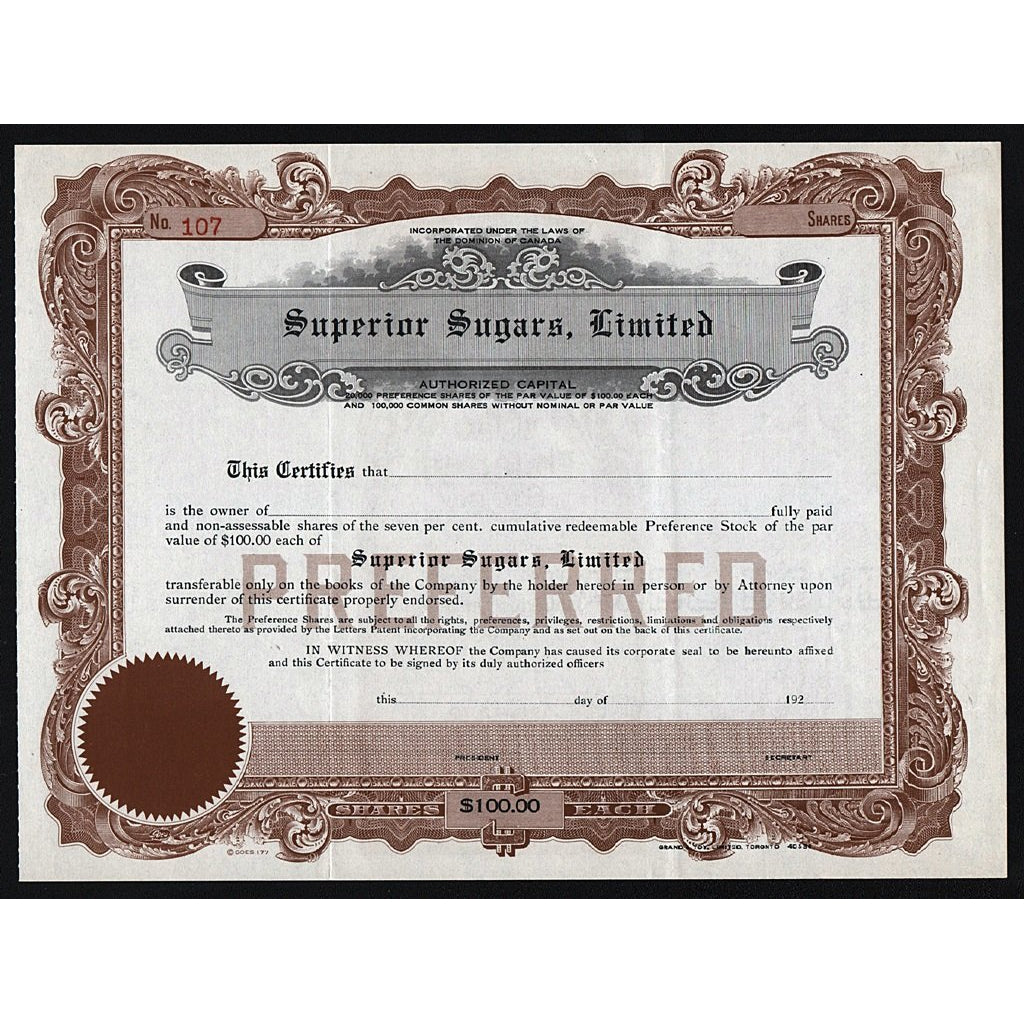 No. 107
SHARES
INCORPORATED UNDER THE LAWS OF
THE DOMINION OF CANADA
Superior Sugars, Limited
AUTHORIZED CAPITAL
20,000 PREFERENCE SHARES OF THE PAR VALUE OF $100.00 EACH
AND 100,000 COMMON SHARES WITHOUT NOMINAL OR PAR VALUE
This Certifies that
is the owner of fully paid
and non-assessable shares of the seven per cent. cumulative redeemable Preference Stock of the par
value of $100.00 each of
Superior Sugars, Limited
PREFERRED
transferable only on the books of the Company by the holder hereof in person or by Attorney upon
surrender of this certificate properly endorsed.
The Preference Shares are subject to all the rights, preferences, privileges, restrictions, limitations and obligations respectively
attached thereto as provided by the Letters Patent incorporating the Company and as set out on the back of this certificate.
IN WITNESS WHEREOF the Company has caused its corporate seal to be hereunto affixed
and this Certificate to be signed by its duly authorized officers
this day of 192
PRESIDENT SECRETARY
SHARES $100.00 EACH
© GOES 177
LIMITED, TORONTO